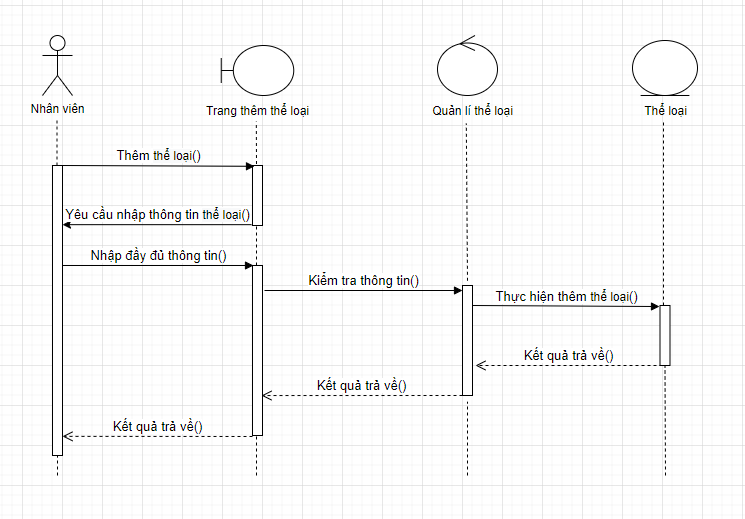 Nhân viên
Trang thêm thể loại
Quản lí thể loại
Thể loại
Thêm thể loại()
Yêu cầu nhập thông tin thể loại()
Nhập đầy đủ thông tin()
Kiểm tra thông tin()
Thực hiện thêm thể loại()
Kết quả trả về()
Kết quả trả về()
Kết quả trả về()